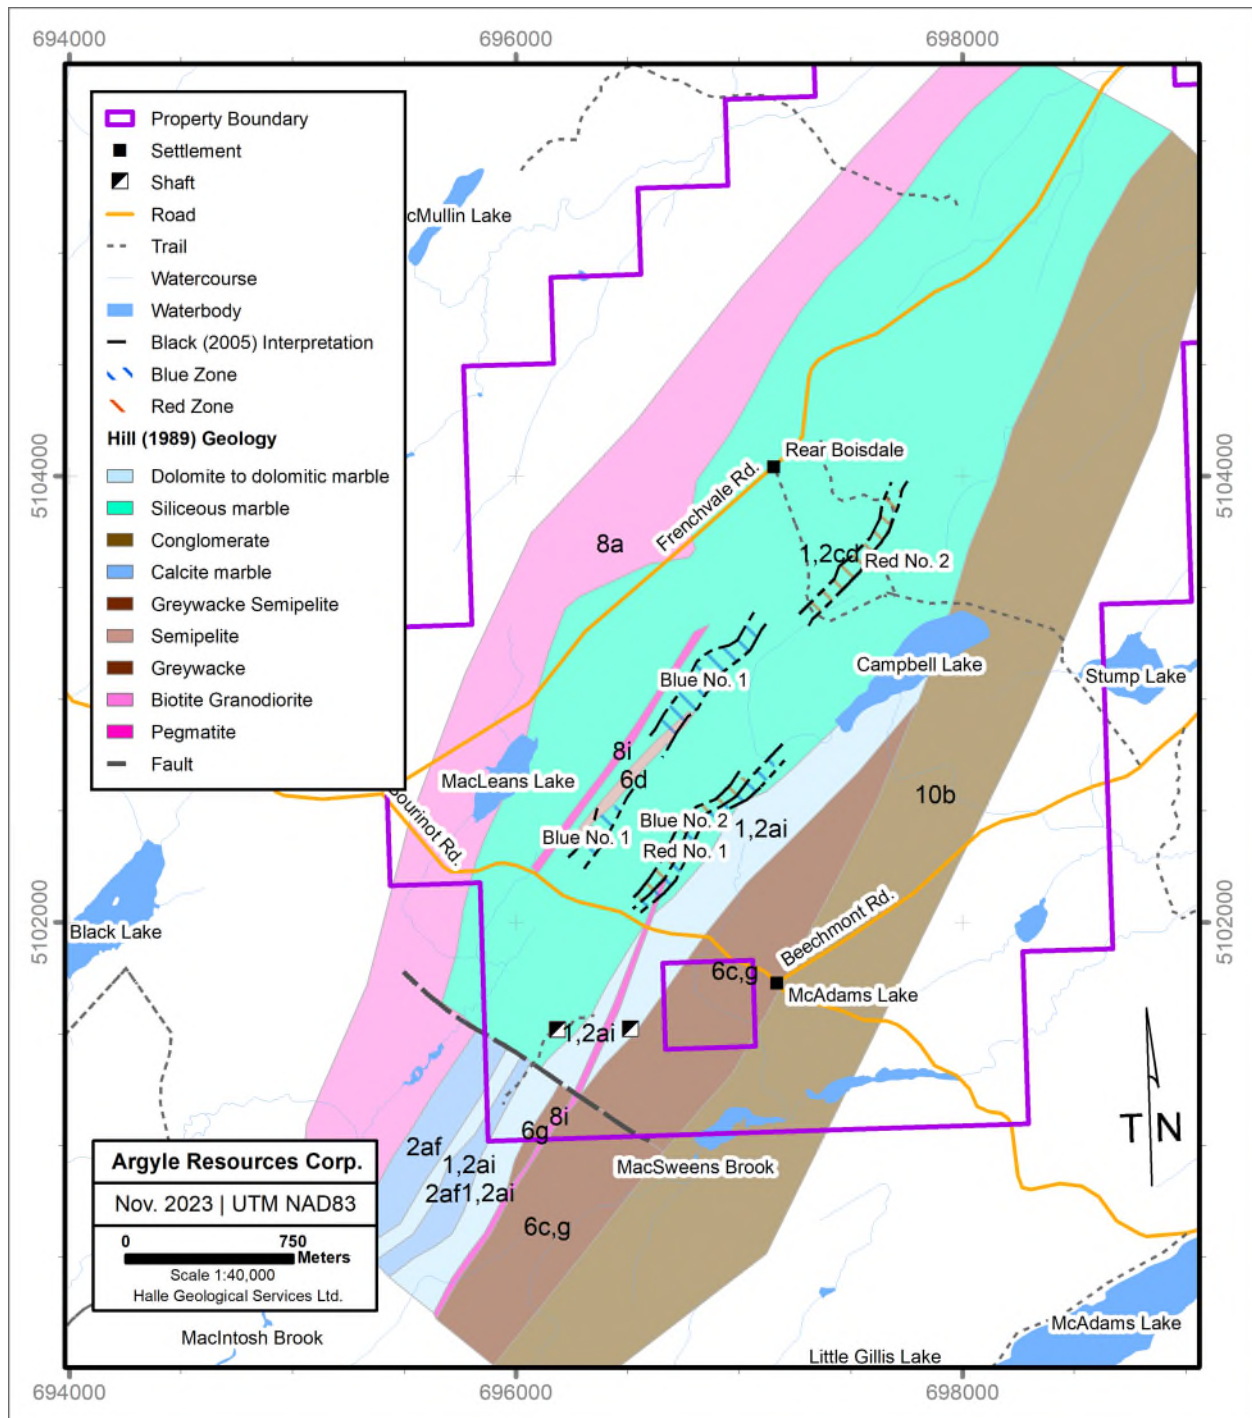 694000
696000
698000
Property Boundary
Settlement
Shaft
Road
Trail
Watercourse
Waterbody
Black (2005) Interpretation
Blue Zone
Red Zone
Hill (1989) Geology
Dolomite to dolomitic marble
Siliceous marble
Conglomerate
Calcite marble
Greywacke Semipelite
Semipelite
Greywacke
Biotite Granodiorite
Pegmatite
Fault
cMullin Lake
5104000
5104000
Rear Boisdale
Frenchvale Rd.
8a
1,2cd
Red No. 2
Campbell Lake
Stump Lake
Blue No. 1
8i
6d
MacLeans Lake
10b
Blue No. 2
1,2ai
Blue No. 1
Red No. 1
Bourinot Rd.
5102000
5102000
Black Lake
Beechmont Rd.
6c,g
McAdams Lake
1,2ai
8i
6g
T N
2af
1,2ai
MacSweens Brook
2af
1,2ai
6c,g
Argyle Resources Corp.
Nov. 2023 | UTM NAD83
0 750
Meters
Scale 1:40,000
Halle Geological Services Ltd.
MacIntosh Brook
McAdams Lake
Little Gillis Lake
694000
696000
698000